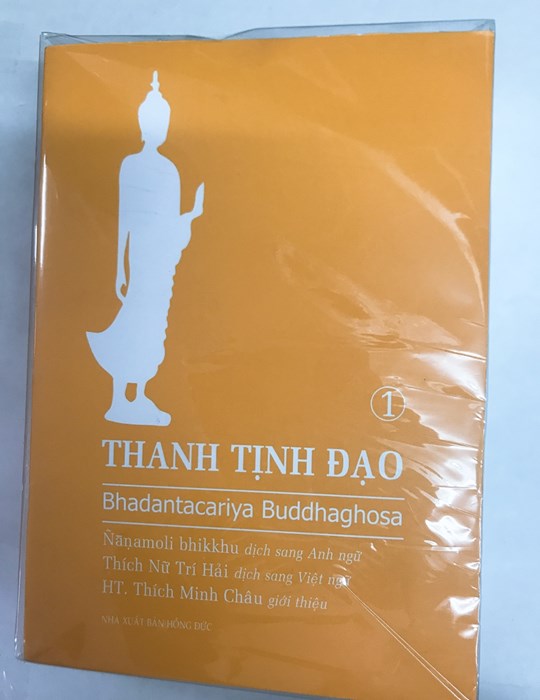 1
THANH TỊNH ĐẠO
Bhadantacariya Buddhaghosa
Ñāṇamoli bhikkhu dịch sang Anh ngữ
Thích Nữ Trí Hải dịch sang Việt ngữ
HT. Thích Minh Châu giới thiệu
NHÀ XUẤT BẢN HỒNG ĐỨC